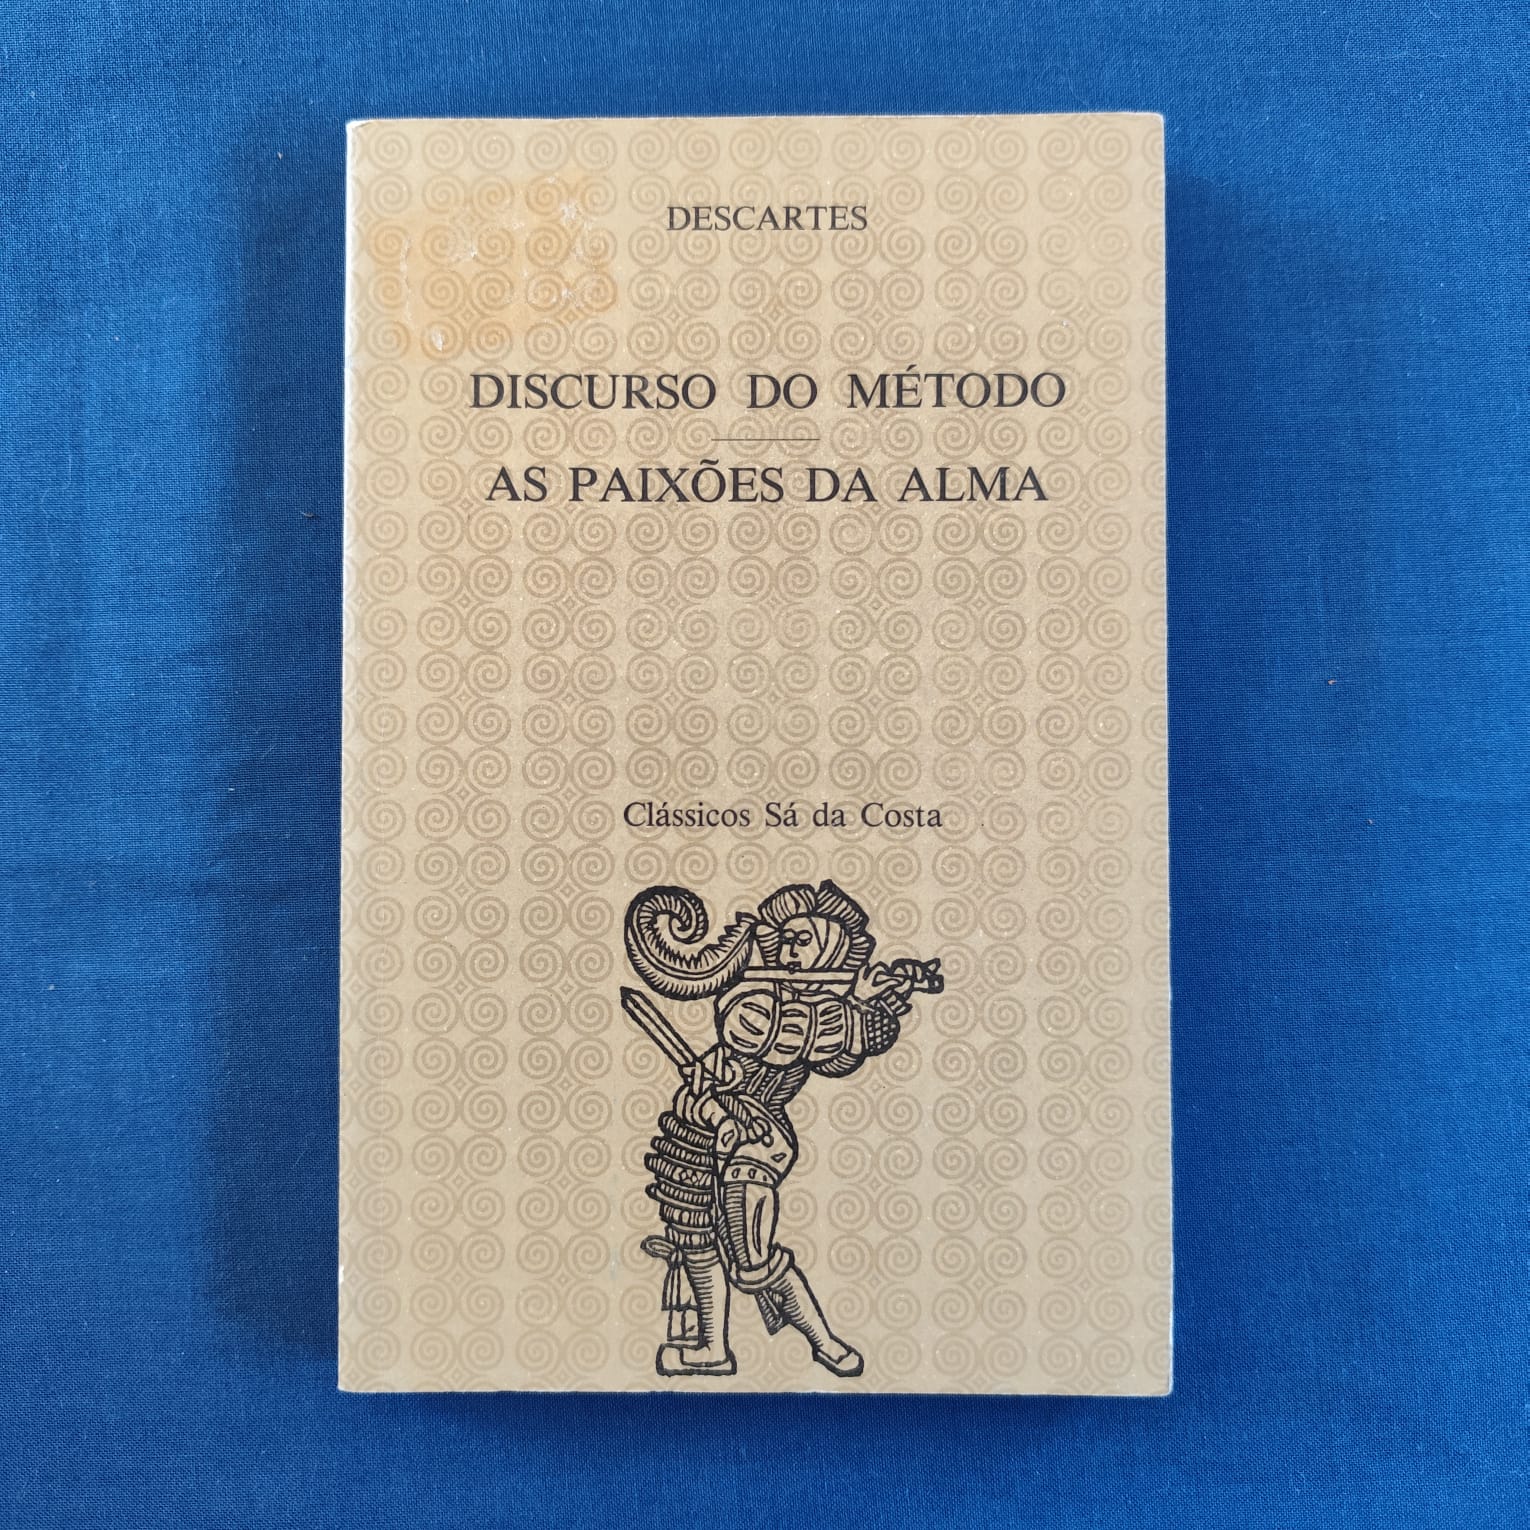 DESCARTES
DISCURSO DO MÉTODO
AS PAIXÕES DA ALMA
Clássicos Sá da Costa